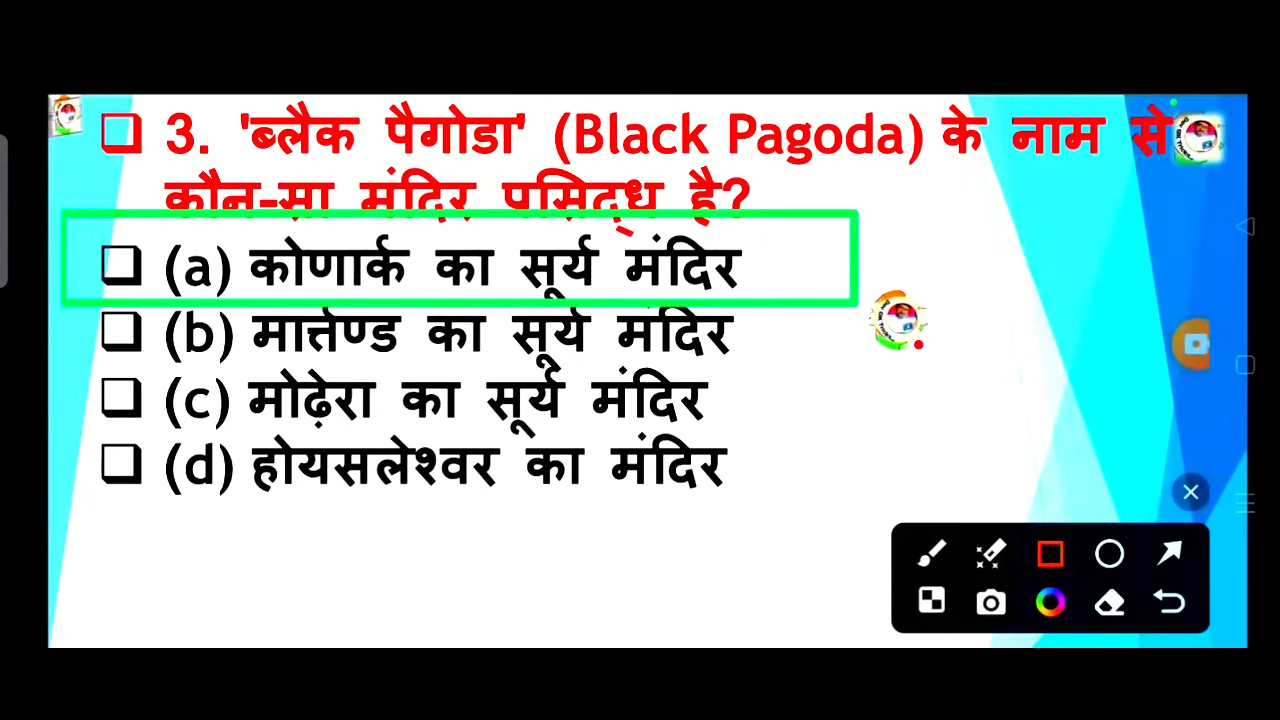 3. 'ब्लैक पैगोडा' (Black Pagoda) के नाम से
कौन-सा मंदिर प्रसिद्ध है?
(a) कोणार्क का सूर्य मंदिर
(b) मार्त्तण्ड का सूर्य मंदिर
(c) मोढ़ेरा का सूर्य मंदिर
(d) होयसलेश्वर का मंदिर